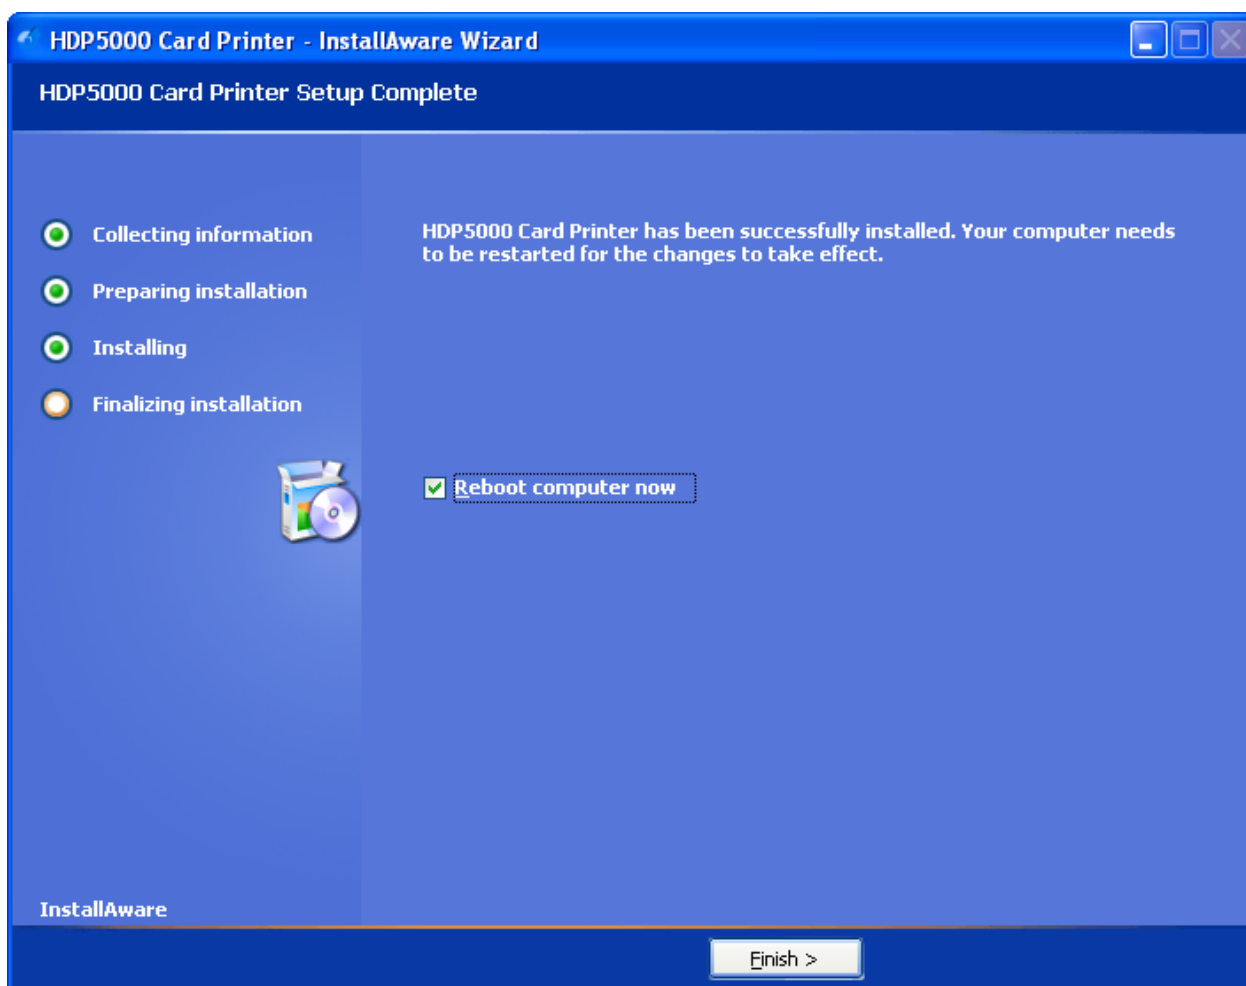 HDP5000 Card Printer - InstallAware Wizard
HDP5000 Card Printer Setup Complete
Collecting information
Preparing installation
Installing
Finalizing installation
HDP5000 Card Printer has been successfully installed. Your computer needs
to be restarted for the changes to take effect.
Reboot computer now
InstallAware
Finish >